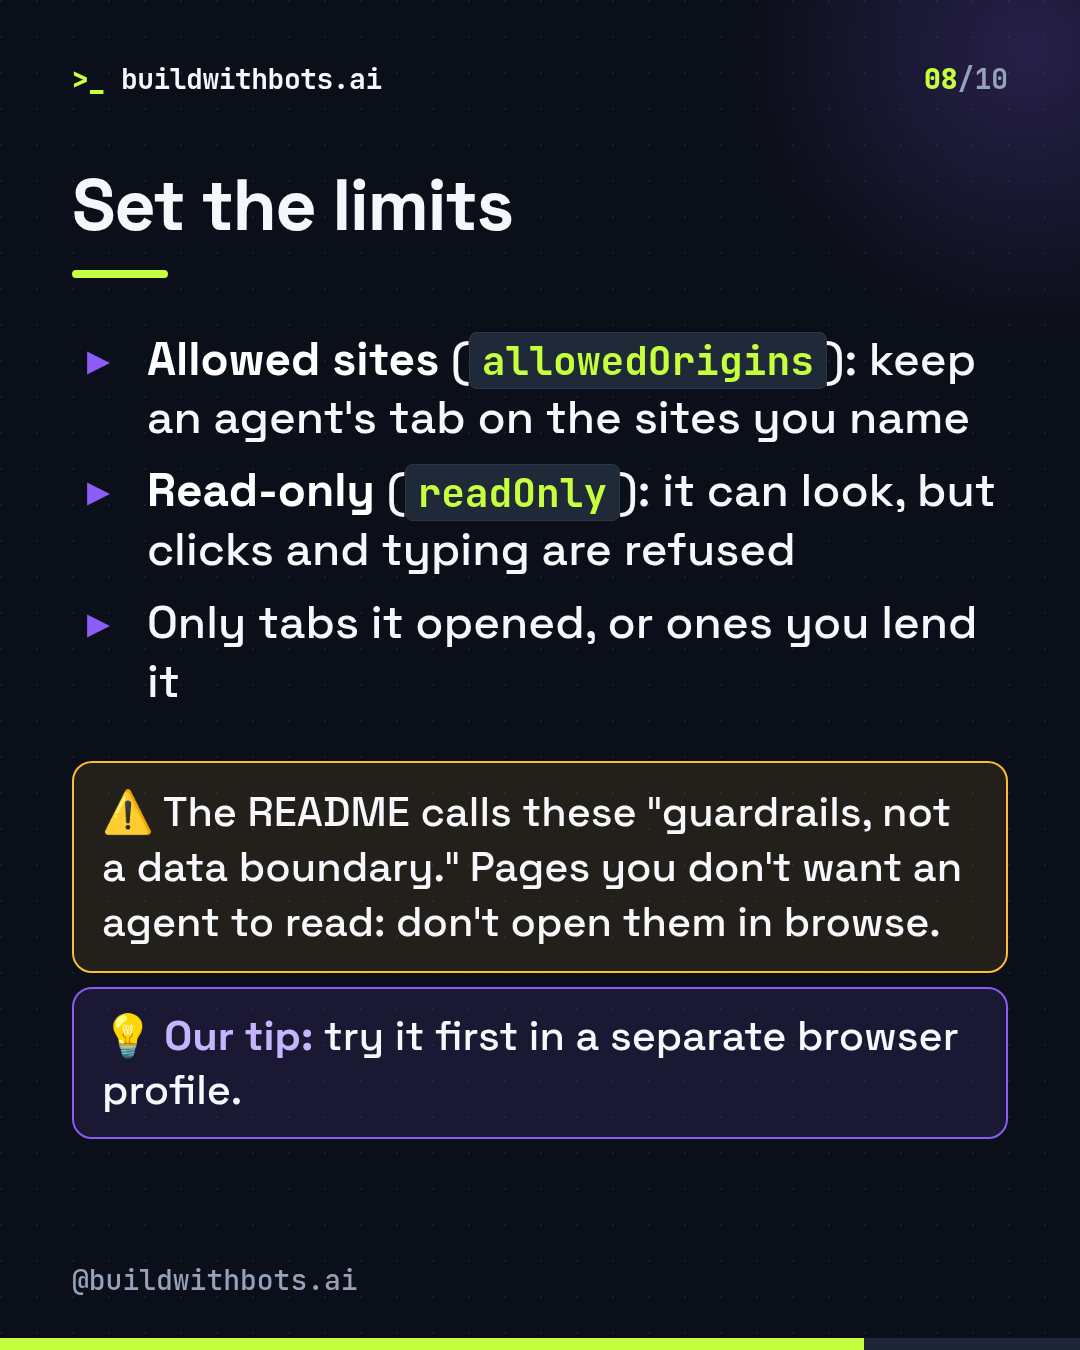 >_ buildwithbots.ai
08/10
Set the limits
▶ Allowed sites (allowedOrigins): keep
an agent's tab on the sites you name
▶ Read-only (readOnly): it can look, but
clicks and typing are refused
▶ Only tabs it opened, or ones you lend
it
⚠️ The README calls these "guardrails, not
a data boundary." Pages you don't want an
agent to read: don't open them in browse.
💡 Our tip: try it first in a separate browser
profile.
@buildwithbots.ai